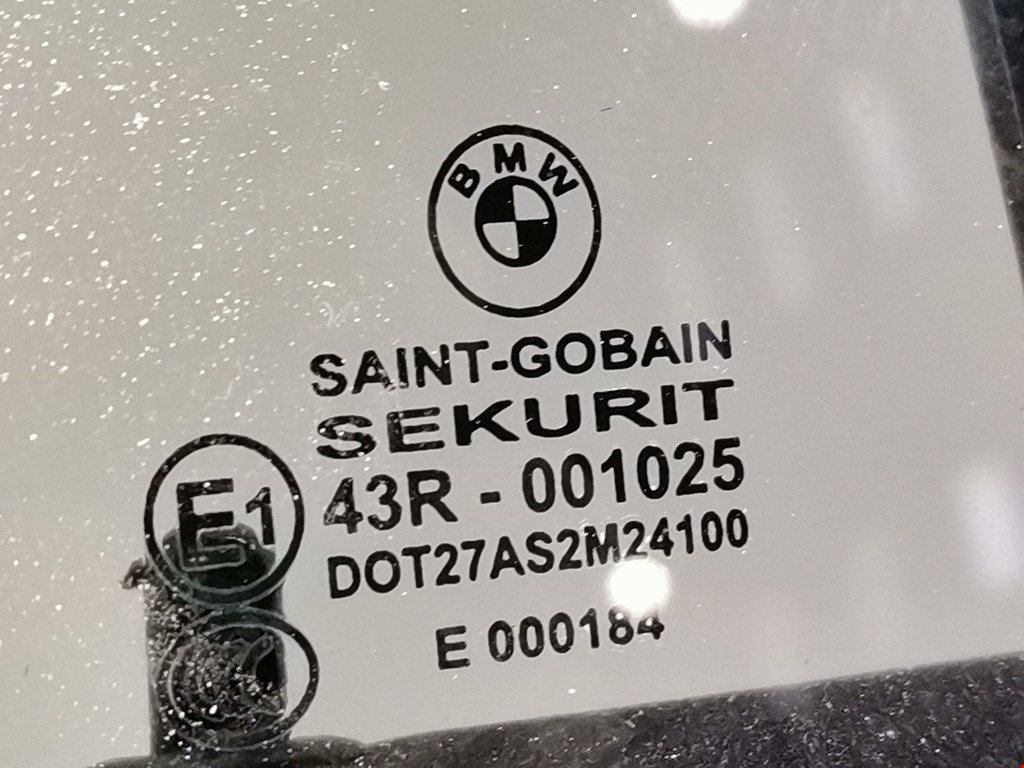 BMW
SAINT-GOBAIN
SEKURIT
E1
43R - 001025
DOT27AS2M24100
E 000184